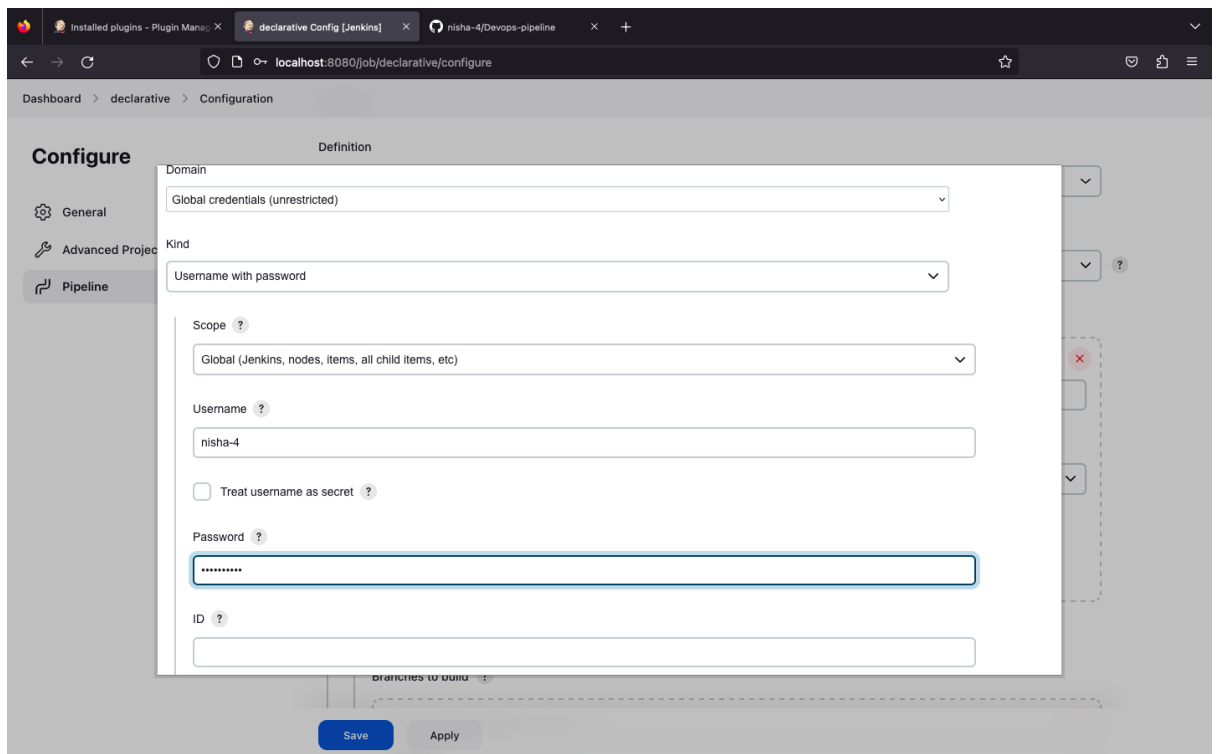 Installed plugins - Plugin Manag
declarative Config [Jenkins]
nisha-4/Devops-pipeline
localhost:8080/job/declarative/configure
Dashboard > declarative > Configuration
Configure
Definition
General
Advanced Projec
Pipeline
Domain
Global credentials (unrestricted)
Kind
Username with password
Scope ?
Global (Jenkins, nodes, items, all child items, etc)
Username ?
nisha-4
Treat username as secret ?
Password ?
••••••••••
ID ?
?
Branches to build ?
Save
Apply